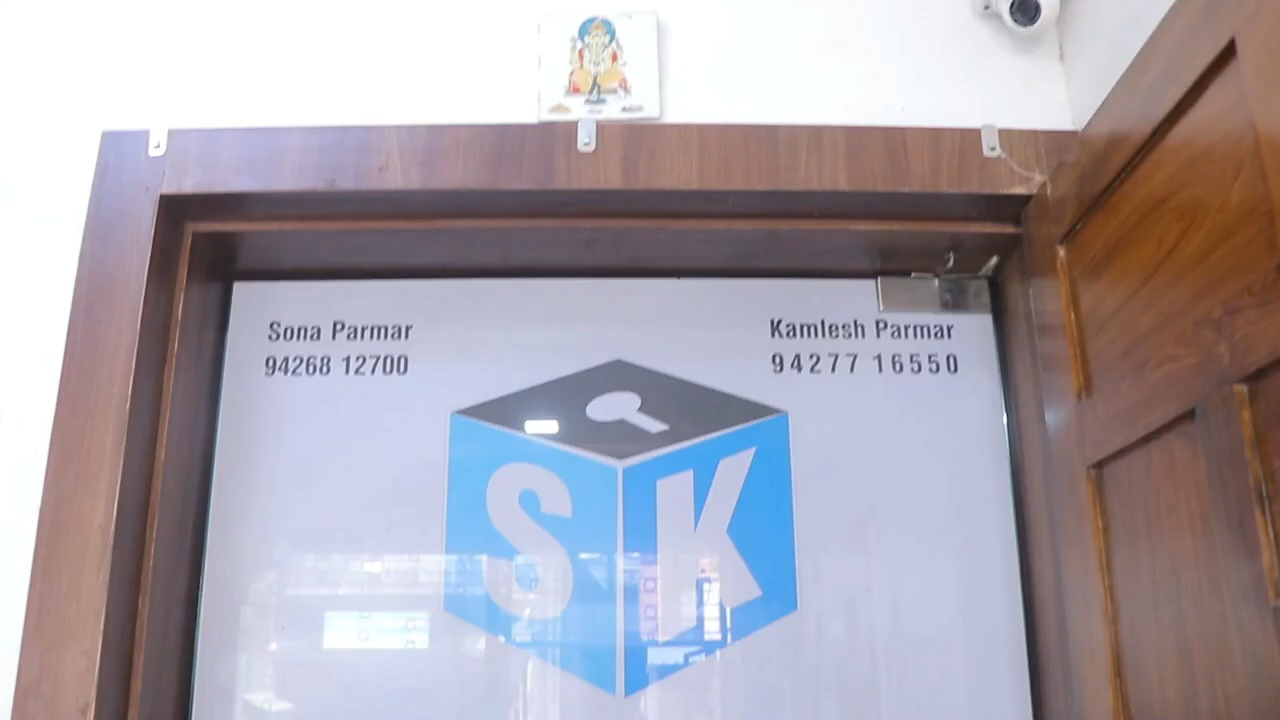 Sona Parmar
94268 12700
Kamlesh Parmar
94277 16550
SK